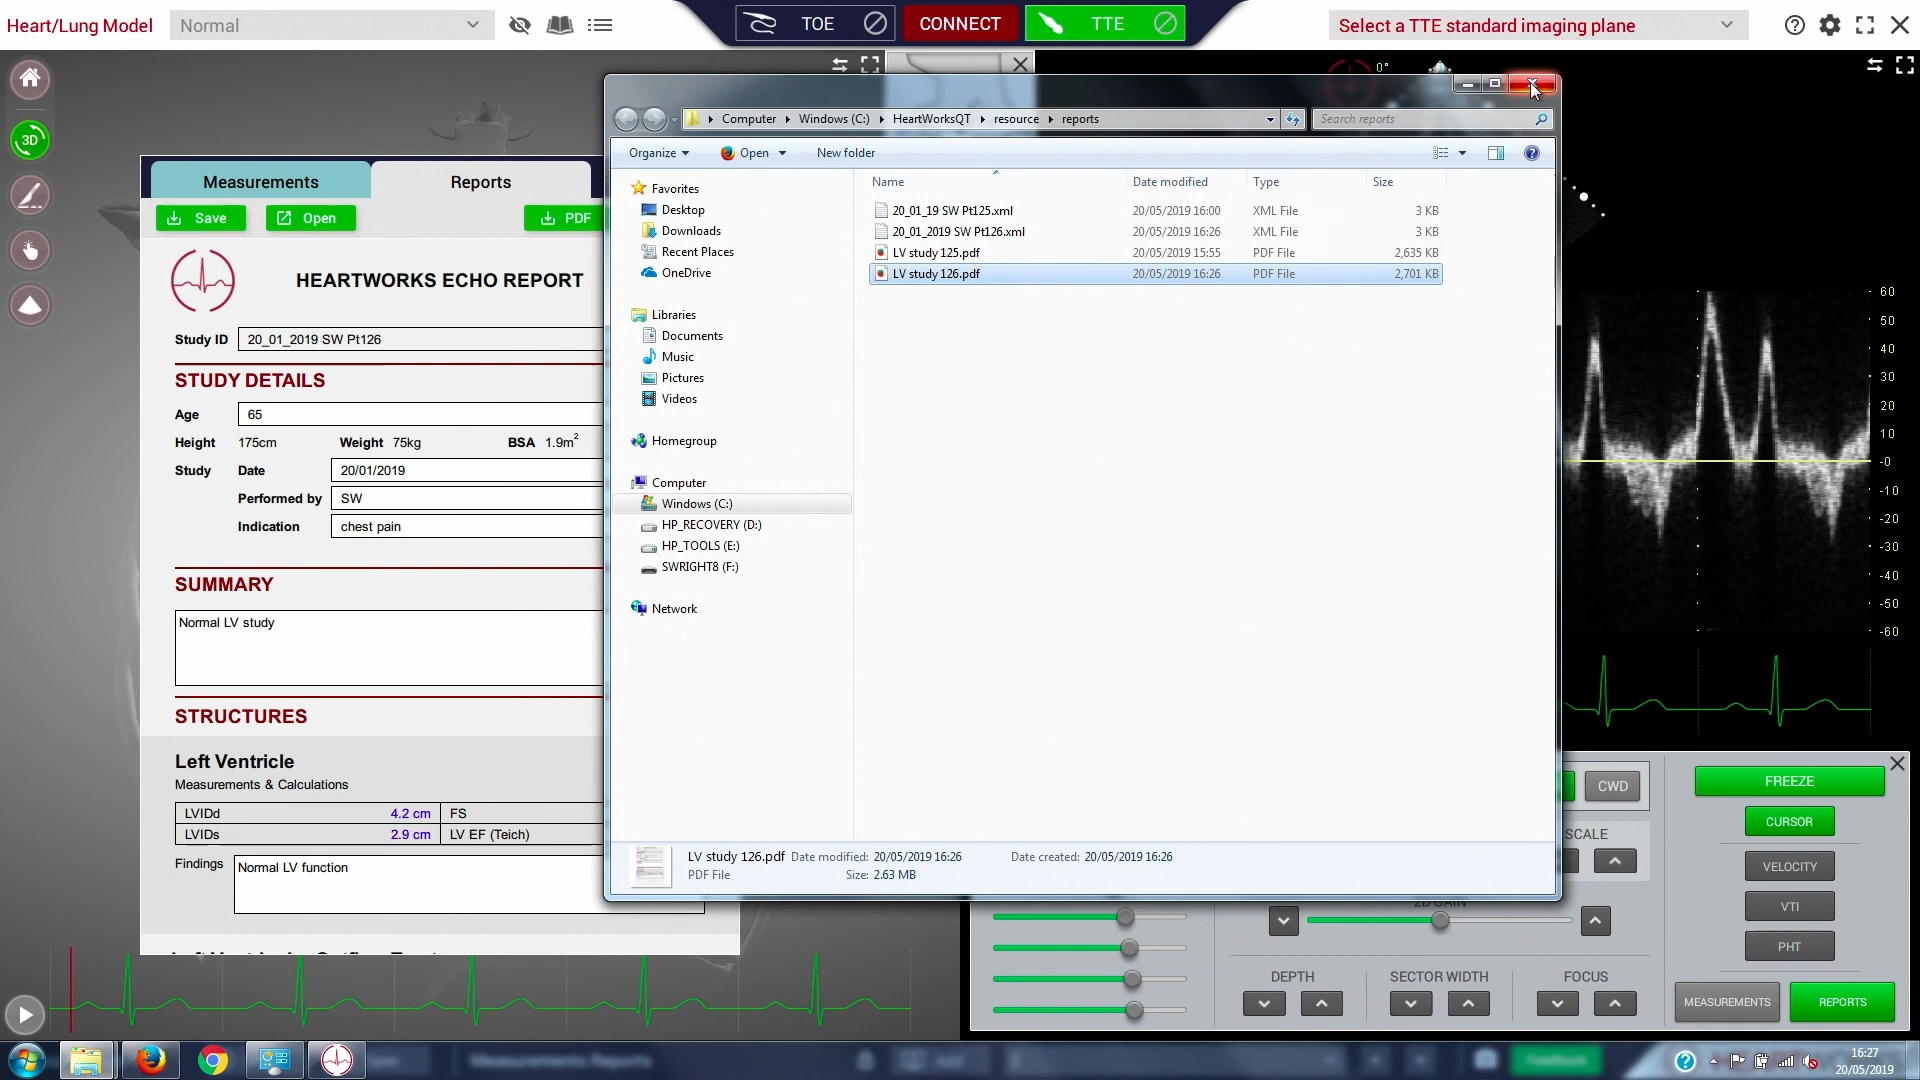 Heart/Lung Model
Normal
TOE
CONNECT
TTE
Select a TTE standard imaging plane
0°
3D
Measurements
Reports
Save
Open
PDF
HEARTWORKS ECHO REPORT
Study ID
20_01_2019 SW Pt126
STUDY DETAILS
Age
65
Height 175cm Weight 75kg BSA 1.9m2
Study Date 20/01/2019
Performed by SW
Indication chest pain
SUMMARY
Normal LV study
STRUCTURES
Left Ventricle
Measurements & Calculations
LVIDd 4.2 cm FS
LVIDs 2.9 cm LV EF (Teich)
Findings Normal LV function
Computer Windows (C:) HeartWorksQT resource reports
Search reports
Organize Open New folder
Favorites
Desktop
Downloads
Recent Places
OneDrive
Libraries
Documents
Music
Pictures
Videos
Homegroup
Computer
Windows (C:)
HP_RECOVERY (D:)
HP_TOOLS (E:)
SWRIGHT8 (F:)
Network
Name Date modified Type Size
20_01_19 SW Pt125.xml 20/05/2019 16:00 XML File 3 KB
20_01_2019 SW Pt126.xml 20/05/2019 16:26 XML File 3 KB
LV study 125.pdf 20/05/2019 15:55 PDF File 2,635 KB
LV study 126.pdf 20/05/2019 16:26 PDF File 2,701 KB
LV study 126.pdf Date modified: 20/05/2019 16:26 Date created: 20/05/2019 16:26
PDF File Size: 2.63 MB
60
50
40
30
20
10
-0
-10
-20
-30
-40
-50
-60
CWD
SCALE
2D GAIN
DEPTH
SECTOR WIDTH
FOCUS
FREEZE
CURSOR
VELOCITY
VTI
PHT
MEASUREMENTS
REPORTS
16:27
20/05/2019